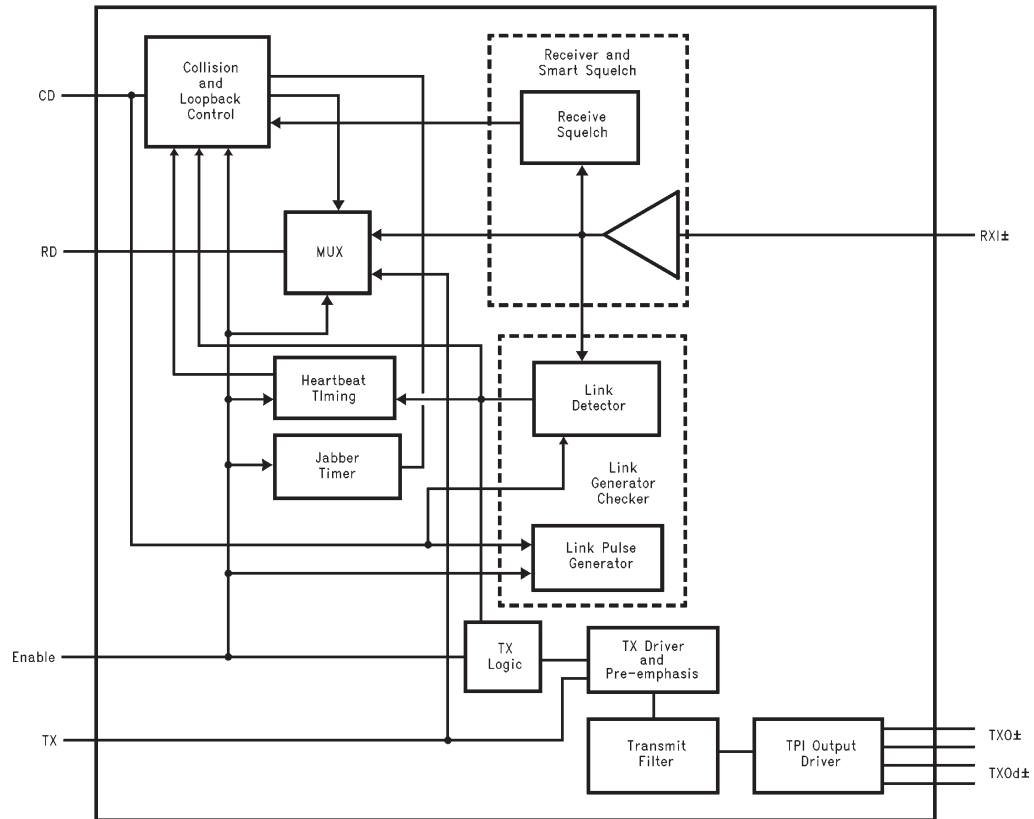 Collision
and
Loopback
Control
CD
Receiver and
Smart Squelch
Receive
Squelch
RD
MUX
RXI±
Heartbeat
TIming
Link
Detector
Jabber
Timer
Link
Generator
Checker
Link Pulse
Generator
Enable
TX
Logic
TX Driver
and
Pre-emphasis
TX
Transmit
Filter
TPI Output
Driver
TXO±
TXOd±